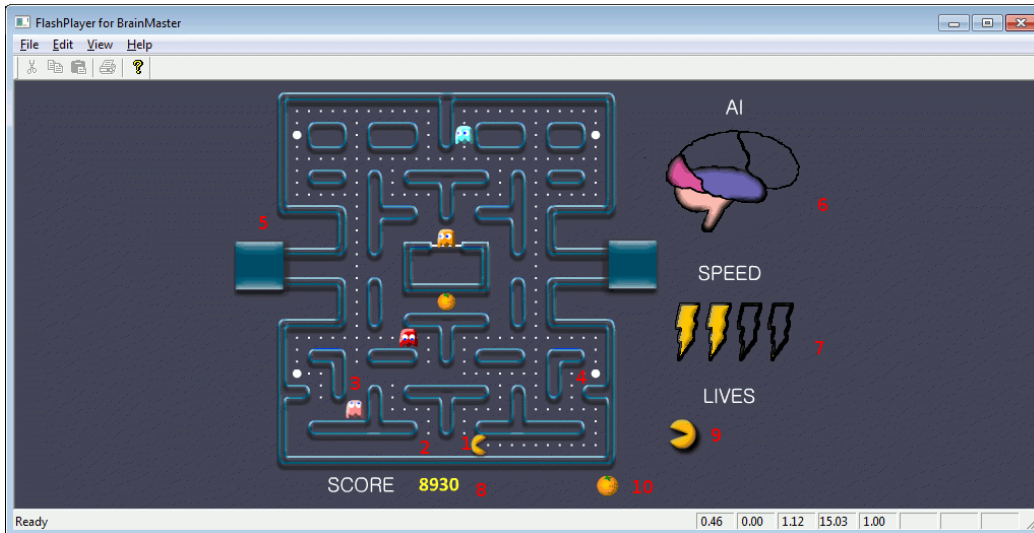 FlashPlayer for BrainMaster
File Edit View Help
AI
5
6
SPEED
7
3
4
LIVES
9
2
1
SCORE 8930 8
10
Ready 0.46 0.00 1.12 15.03 1.00